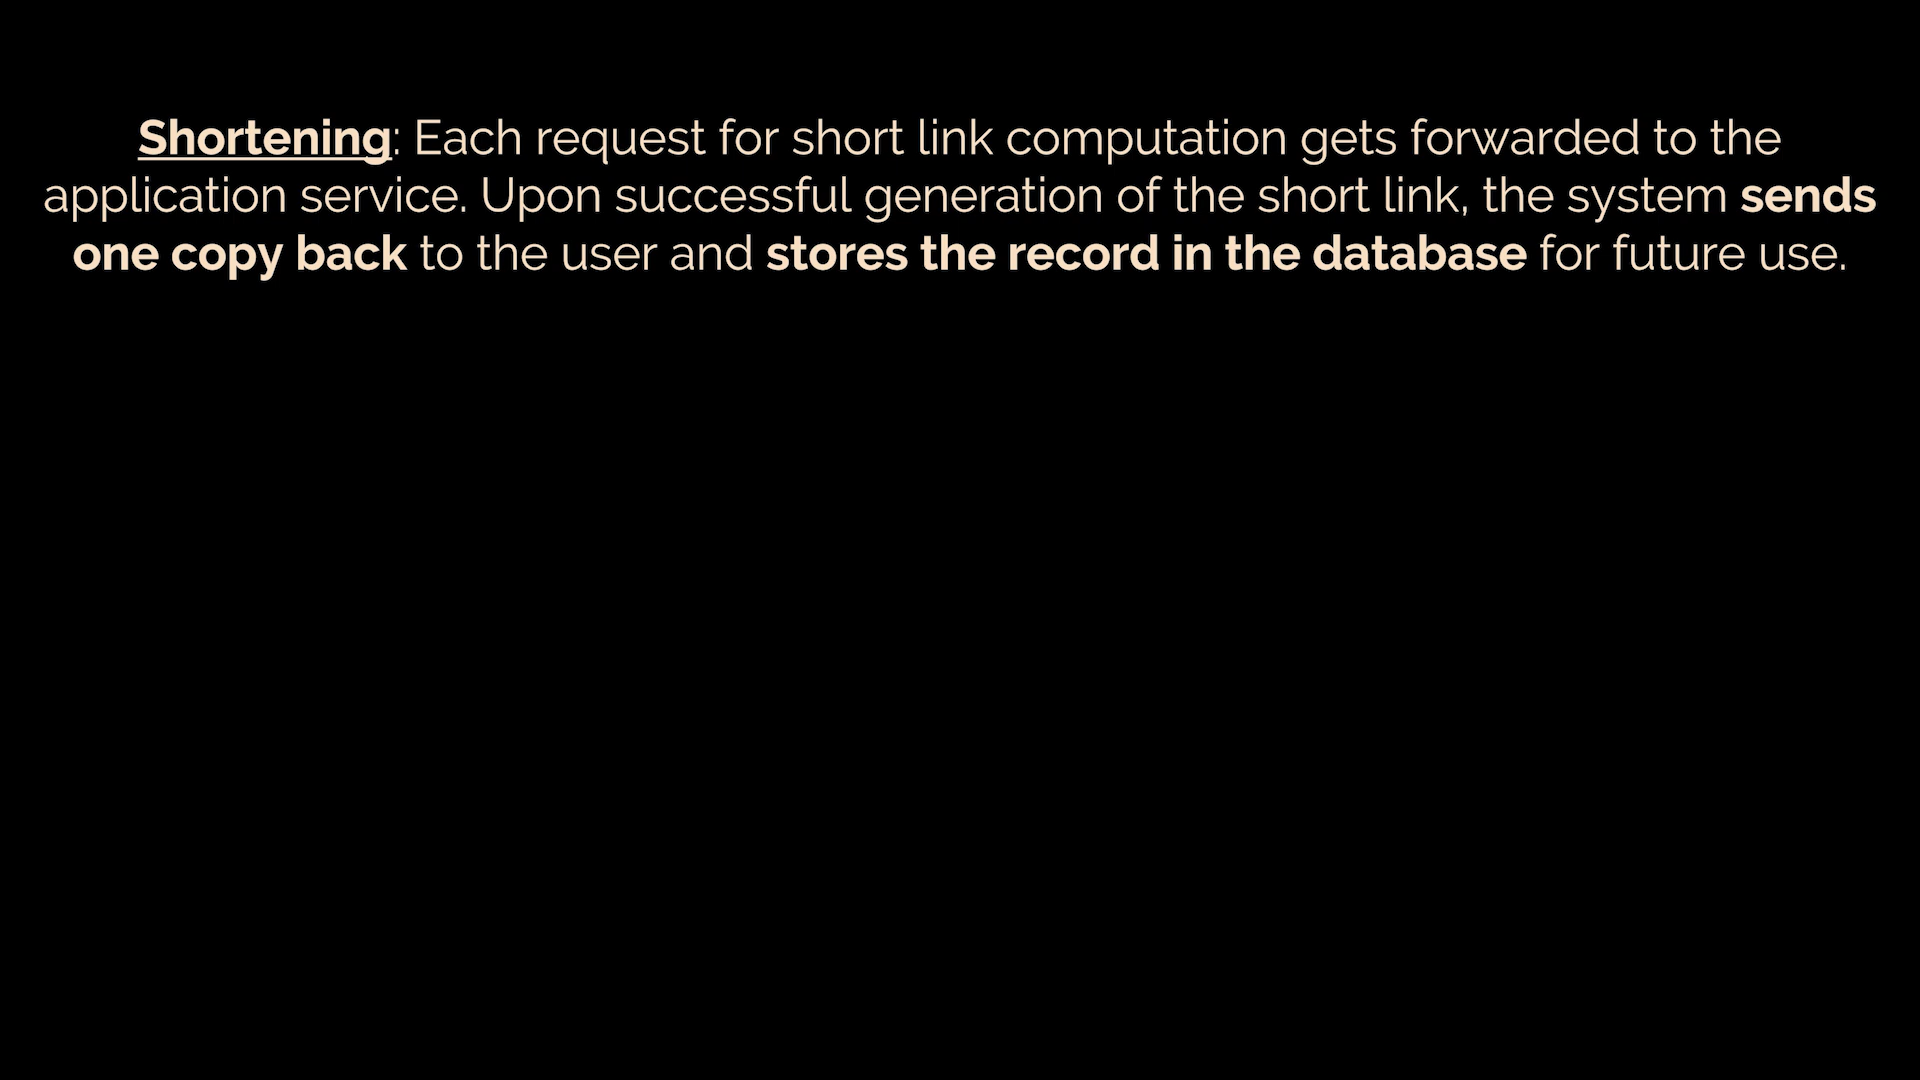 Shortening: Each request for short link computation gets forwarded to the
application service. Upon successful generation of the short link, the system sends
one copy back to the user and stores the record in the database for future use.